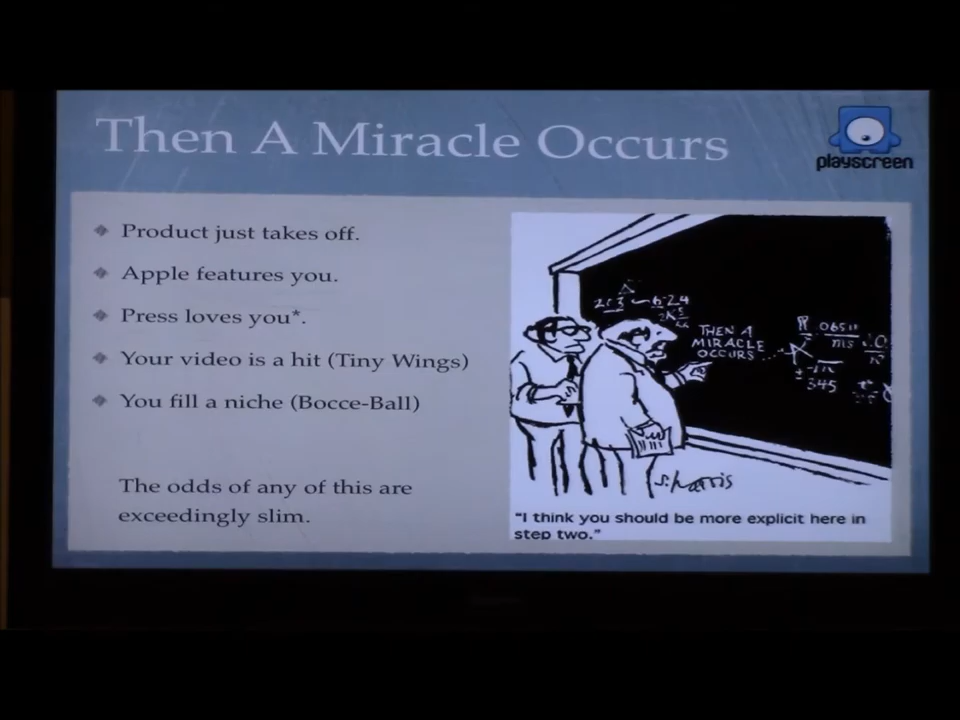 Then A Miracle Occurs
playscreen
Product just takes off.
Apple features you.
Press loves you*.
Your video is a hit (Tiny Wings)
You fill a niche (Bocce-Ball)
The odds of any of this are
exceedingly slim.
THEN A
MIRACLE
OCCURS
S. Harris
"I think you should be more explicit here in
step two."